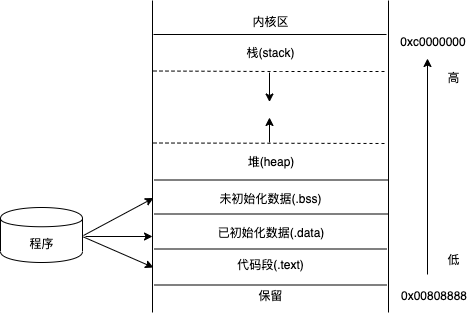 内核区
0xc0000000
栈(stack)
高
堆(heap)
未初始化数据(.bss)
程序
已初始化数据(.data)
低
代码段(.text)
保留
0x00808888